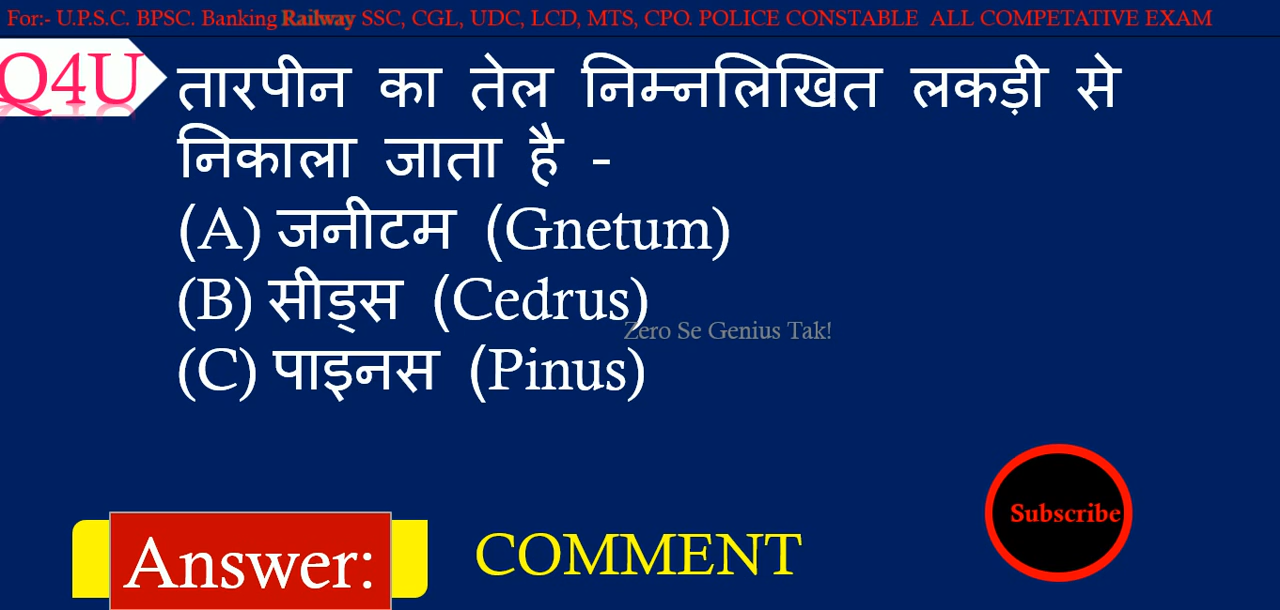 For:- U.P.S.C. BPSC. Banking Railway SSC, CGL, UDC, LCD, MTS, CPO. POLICE CONSTABLE ALL COMPETATIVE EXAM
Q4U
तारपीन का तेल निम्नलिखित लकड़ी से
निकाला जाता है -
(A) जनीटम (Gnetum)
(B) सीड्स (Cedrus)
Zero Se Genius Tak!
(C) पाइनस (Pinus)
Subscribe
Answer: COMMENT